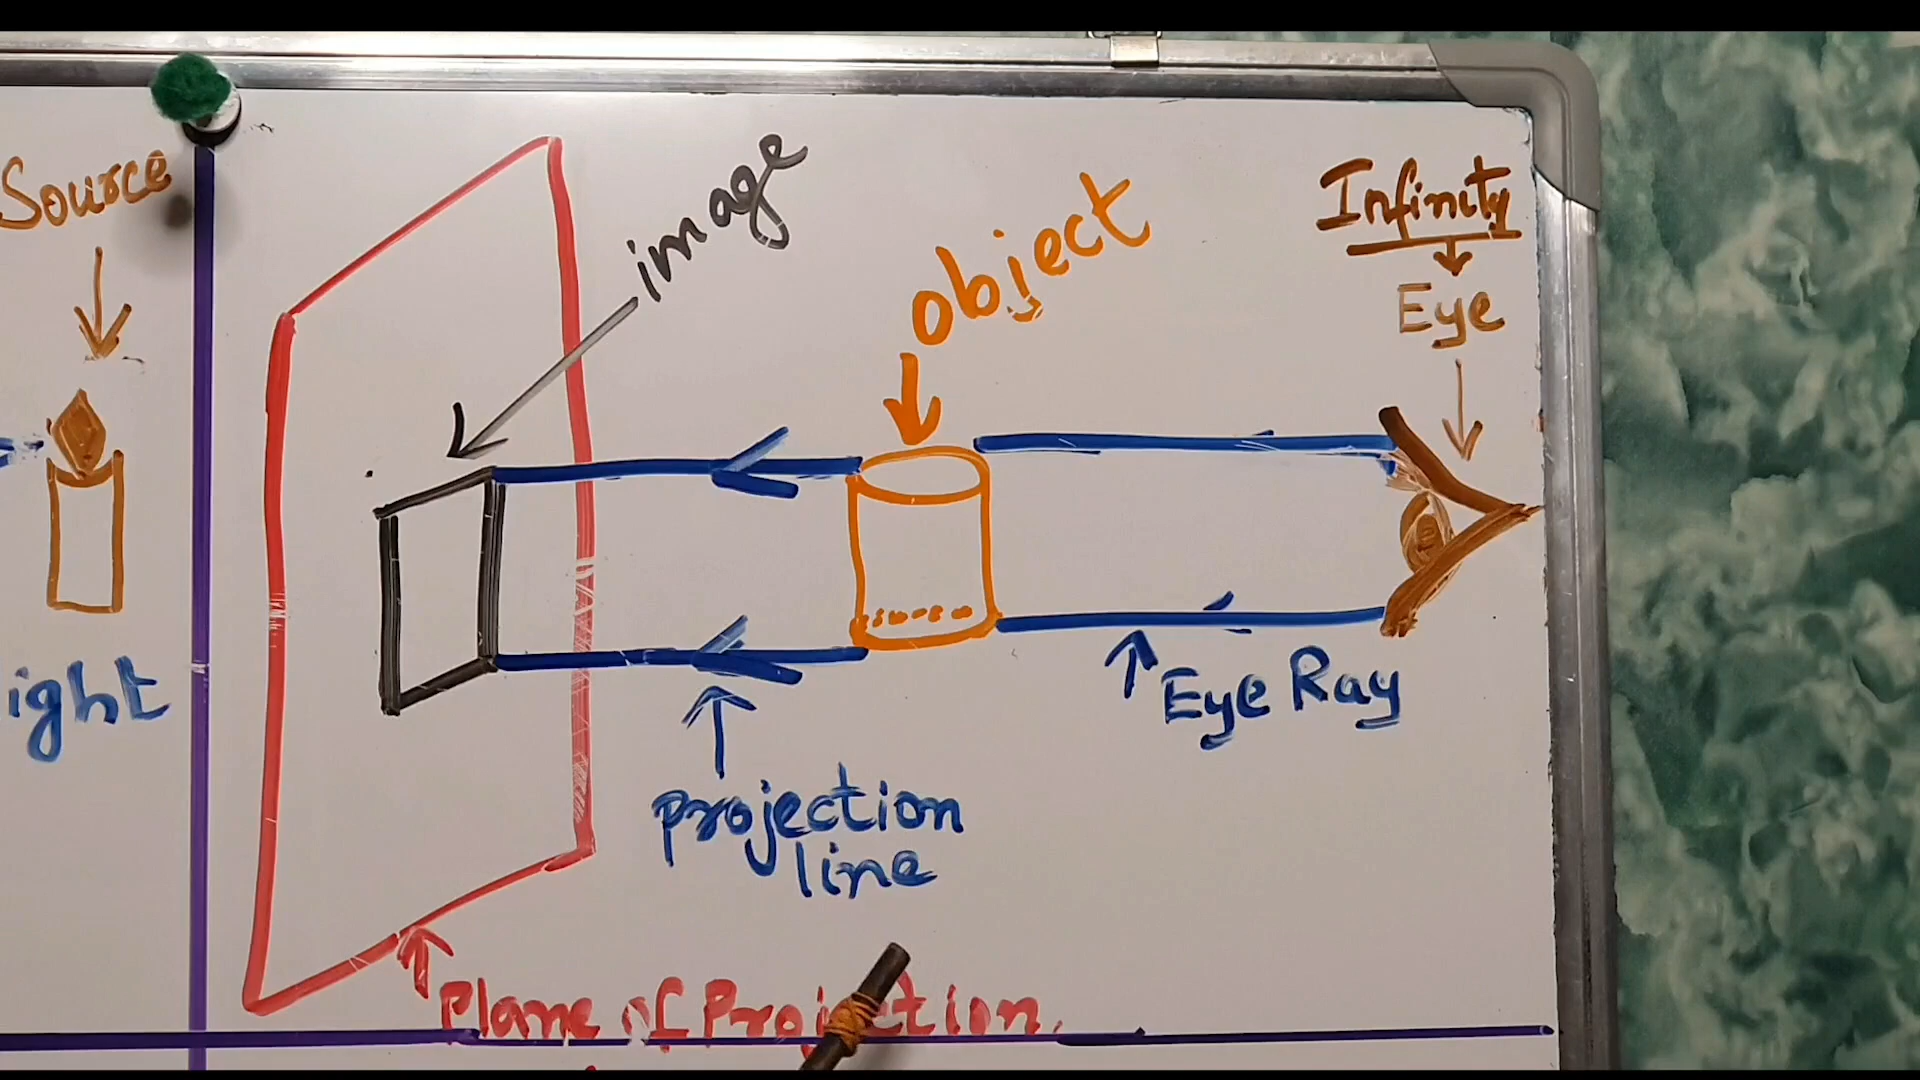 Source
ight
image
object
Infinity
Eye
Eye Ray
projection
line
Plane of Projection.